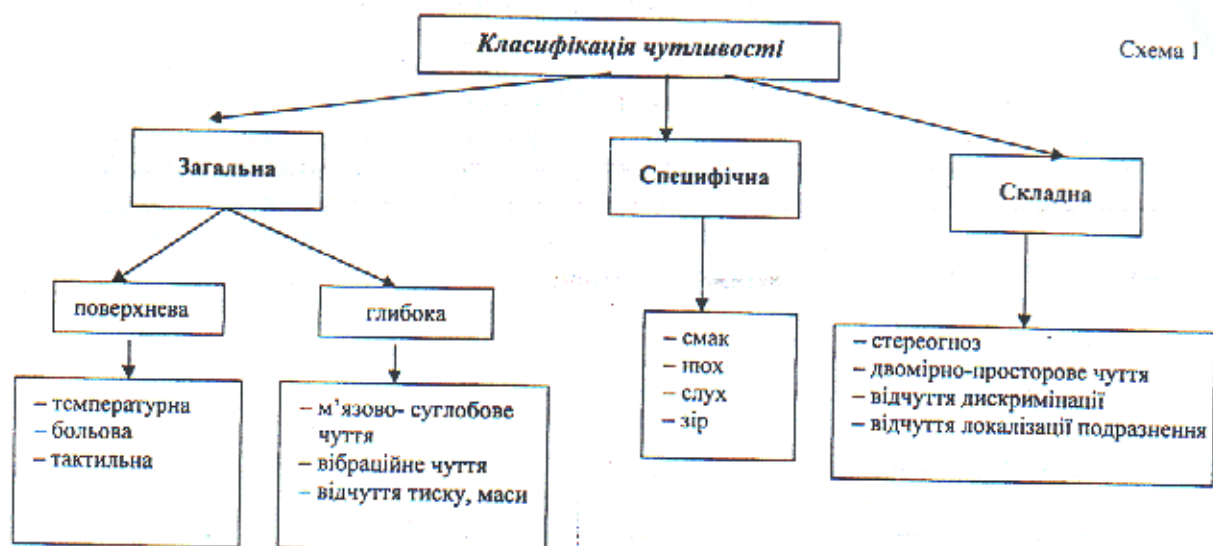 Класифікація чутливості
Схема 1
Загальна
Специфічна
Складна
поверхнева
глибока
– температурна
– больова
– тактильна
– м’язово- суглобове
чуття
– вібраційне чуття
– відчуття тиску, маси
– смак
– нюх
– слух
– зір
– стереогноз
– двомірно-просторове чуття
– відчуття дискримінації
– відчуття локалізації подразнення